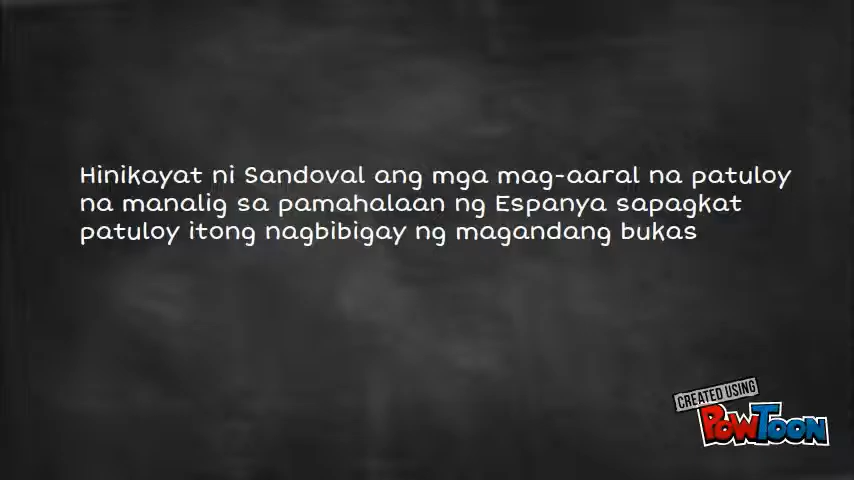 Hinikayat ni Sandoval ang mga mag-aaral na patuloy
na manalig sa pamahalaan ng Espanya sapagkat
patuloy itong nagbibigay ng magandang bukas
CREATED USING
POWTOON